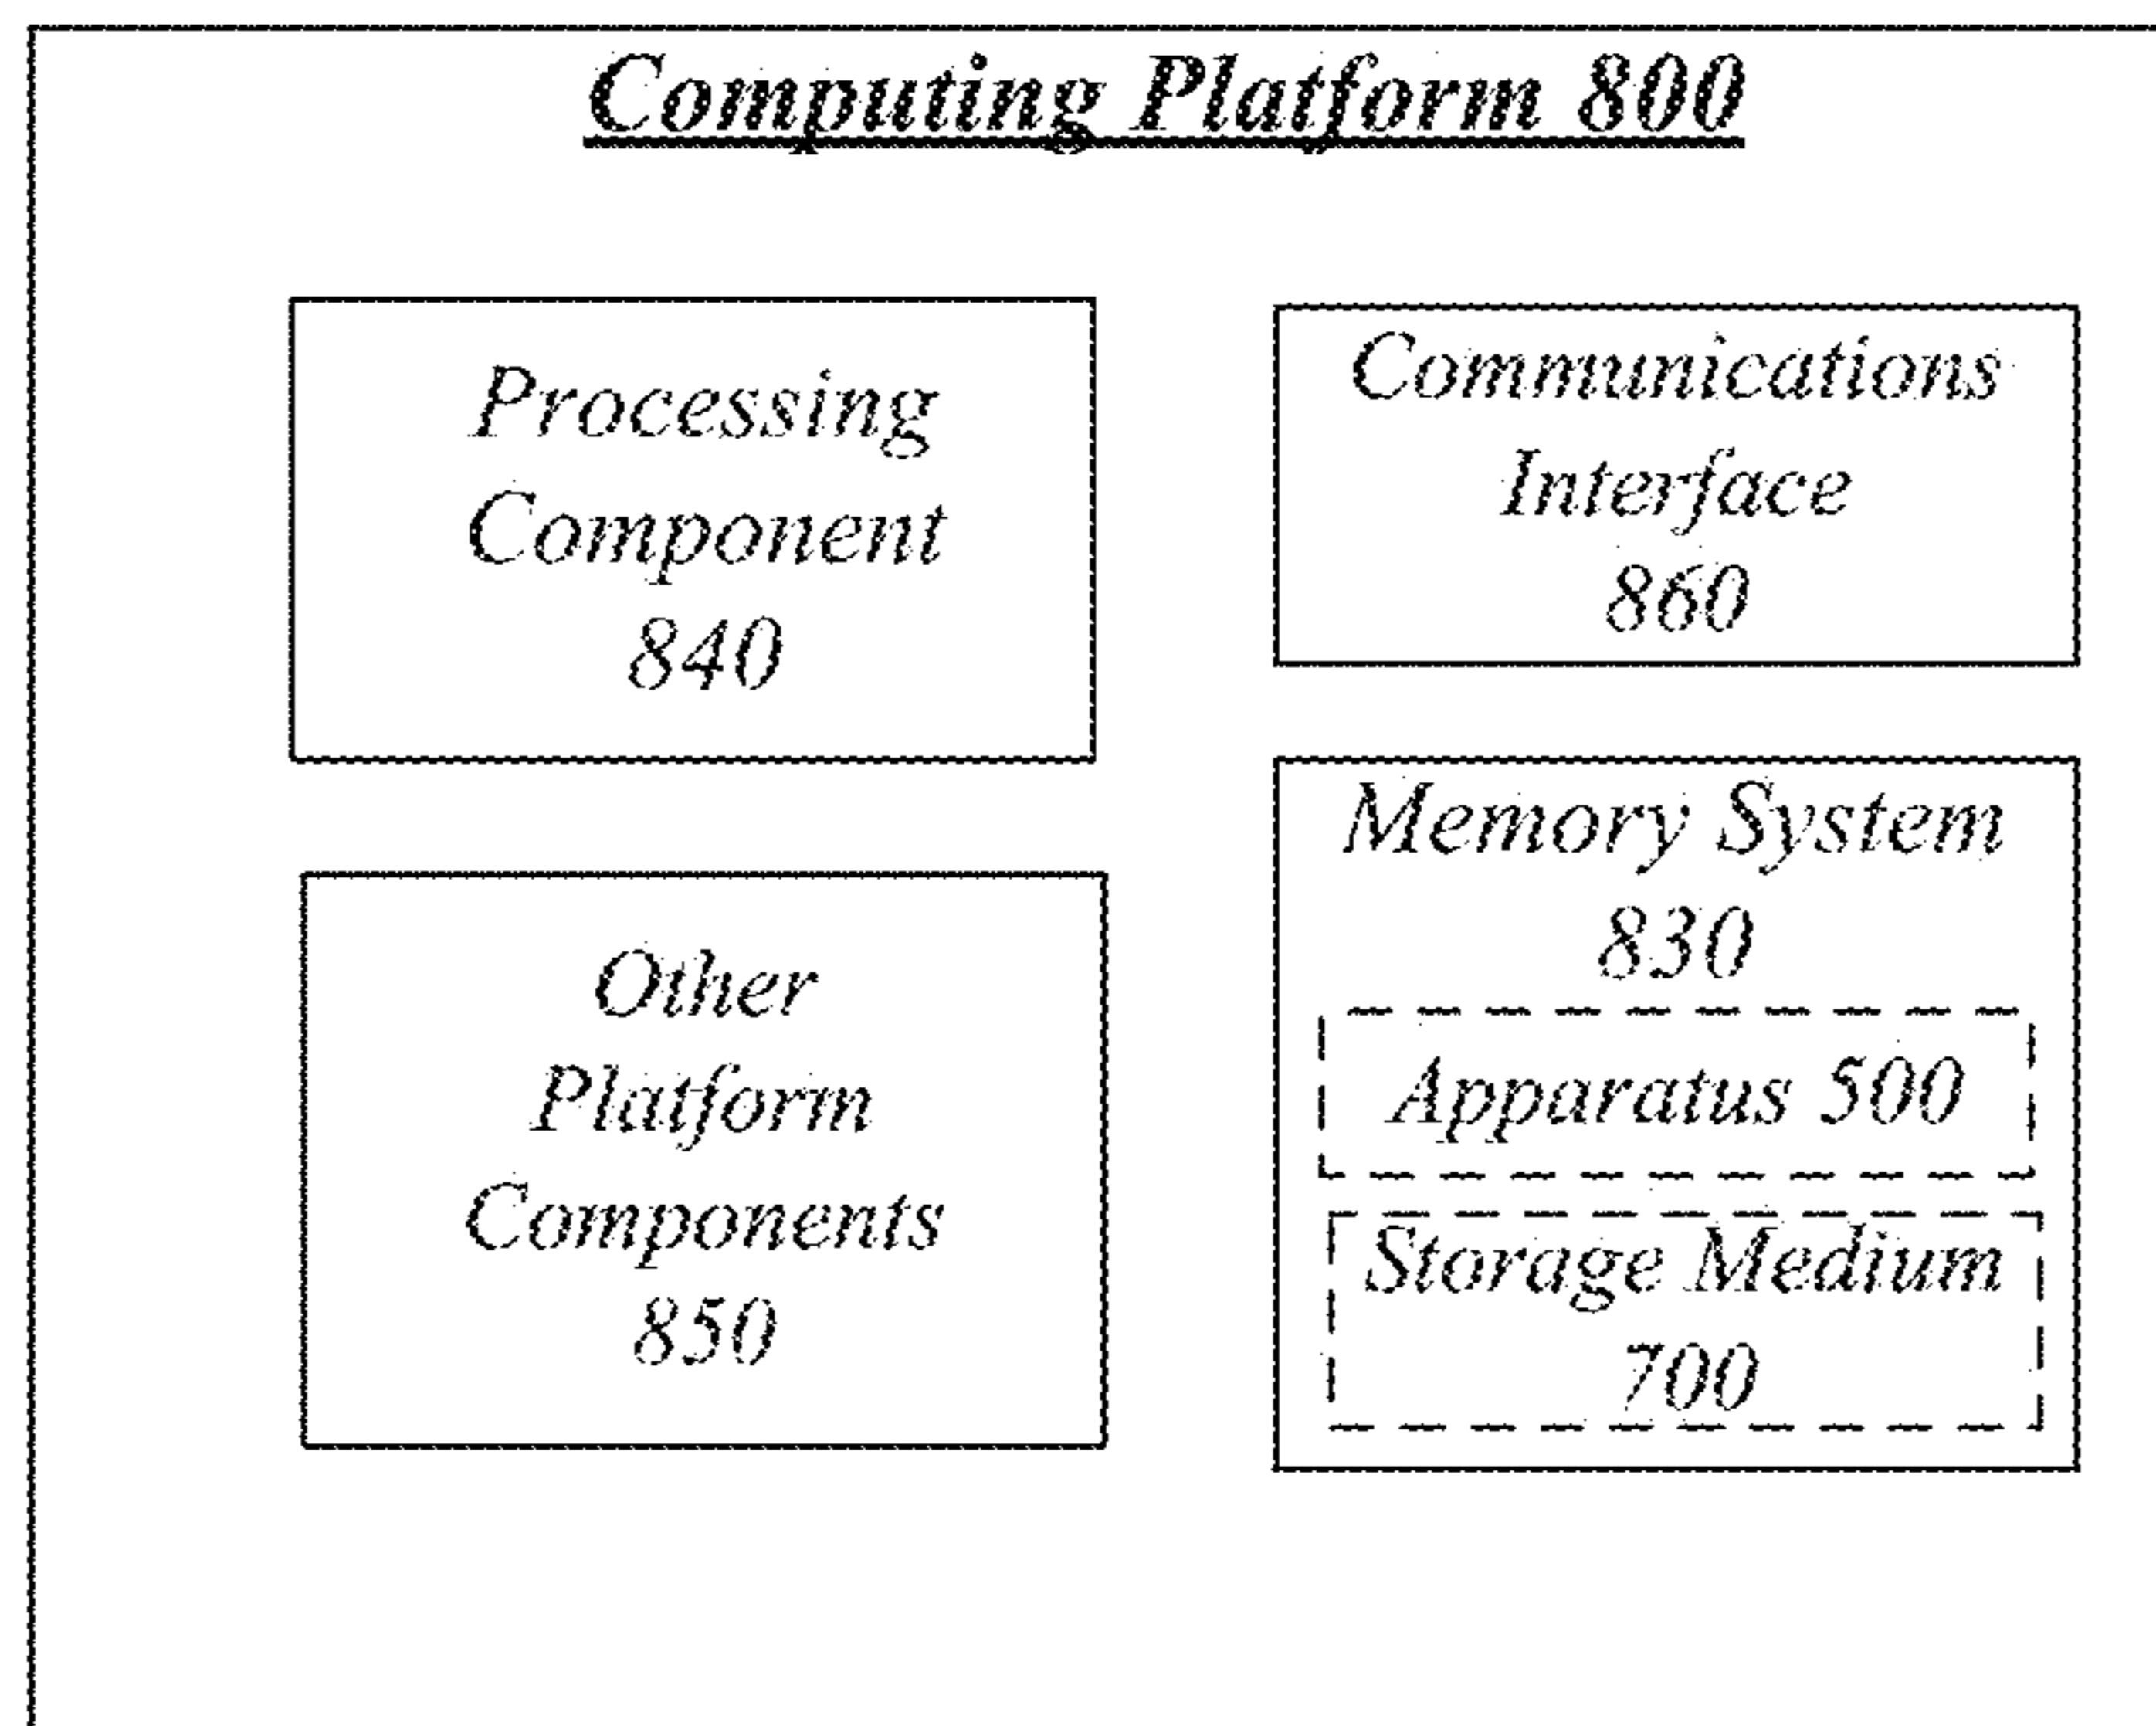 Computing Platform 800
Processing
Component
840
Communications
Interface
860
Other
Platform
Components
850
Memory System
830
Apparatus 500
Storage Medium
700